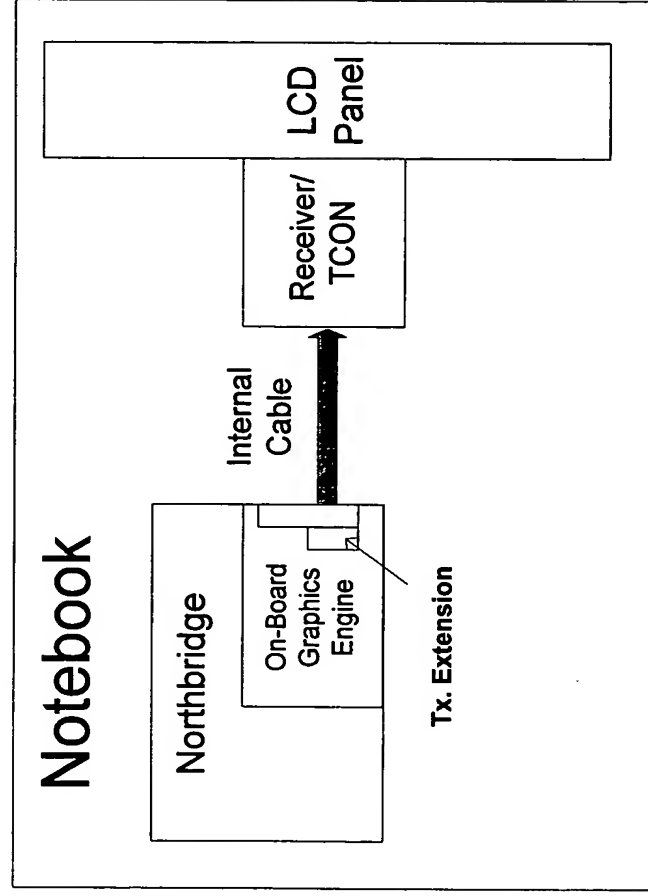 Notebook
Northbridge
On-Board
Graphics
Engine
Tx. Extension
Internal
Cable
Receiver/
TCON
LCD
Panel